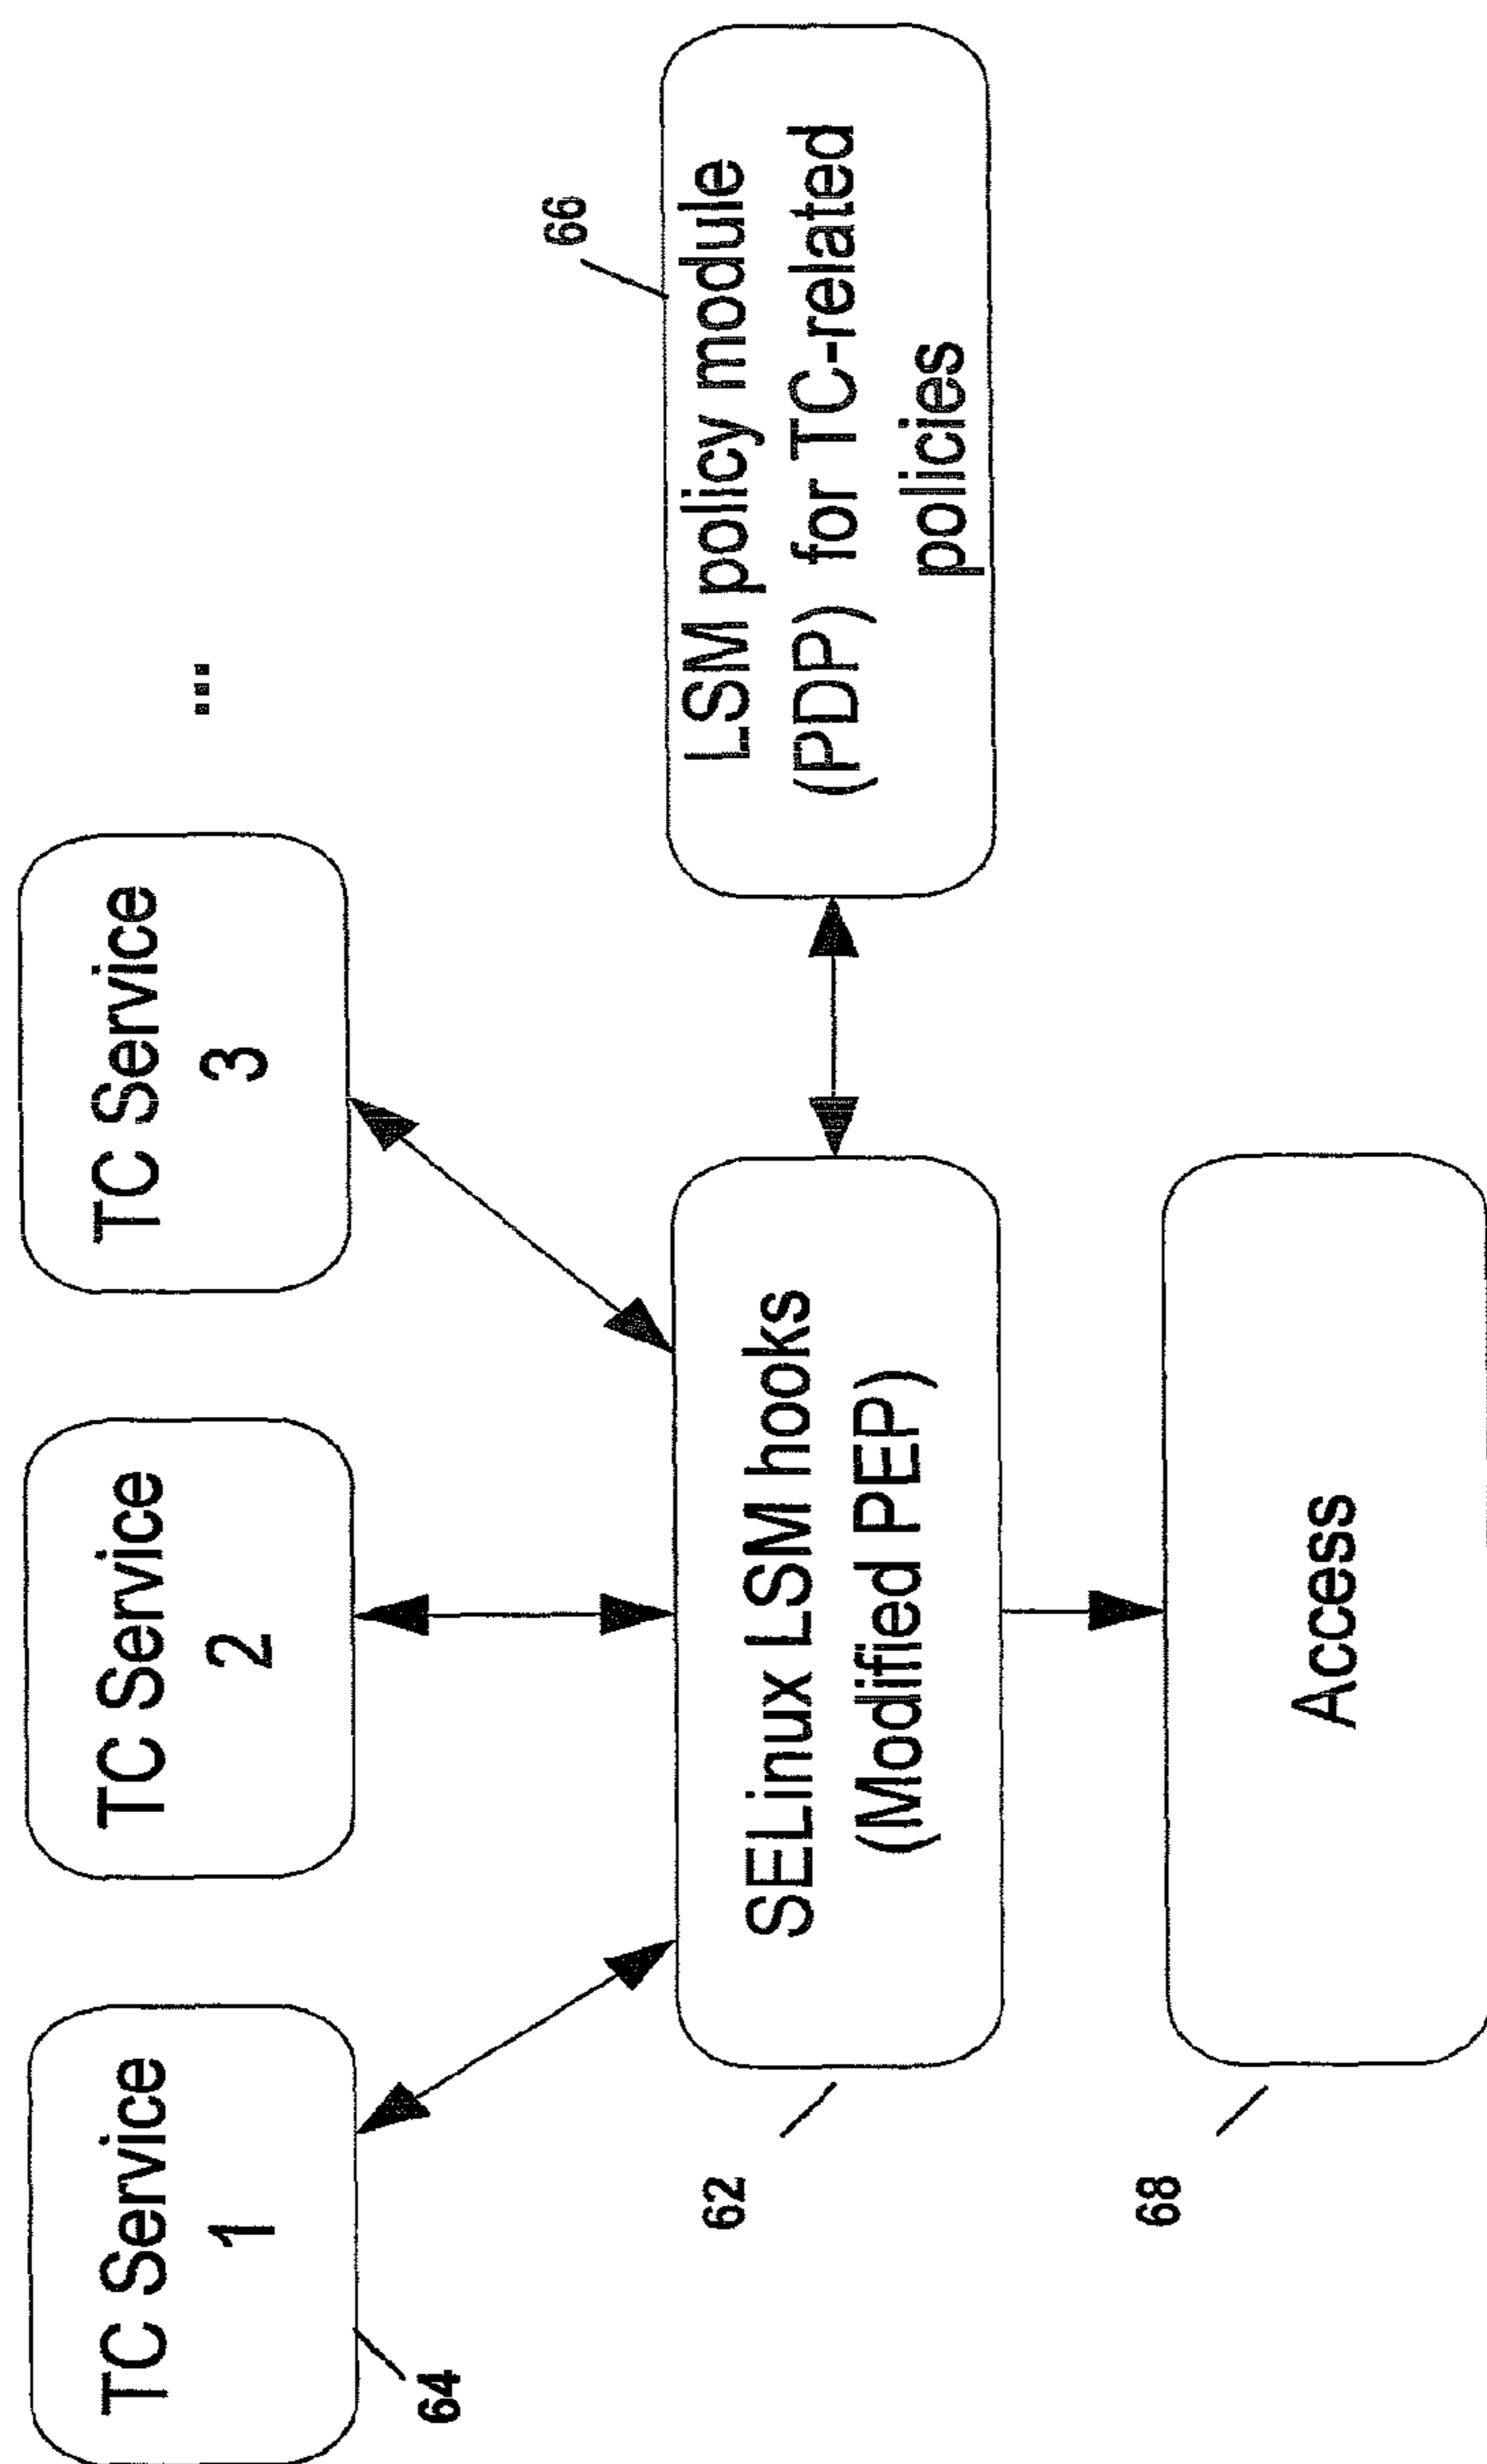 TC Service
1
TC Service
2
TC Service
3
...
64
SELinux LSM hooks
(Modified PEP)
62
LSM policy module
(PDP) for TC-related
policies
66
Access
68